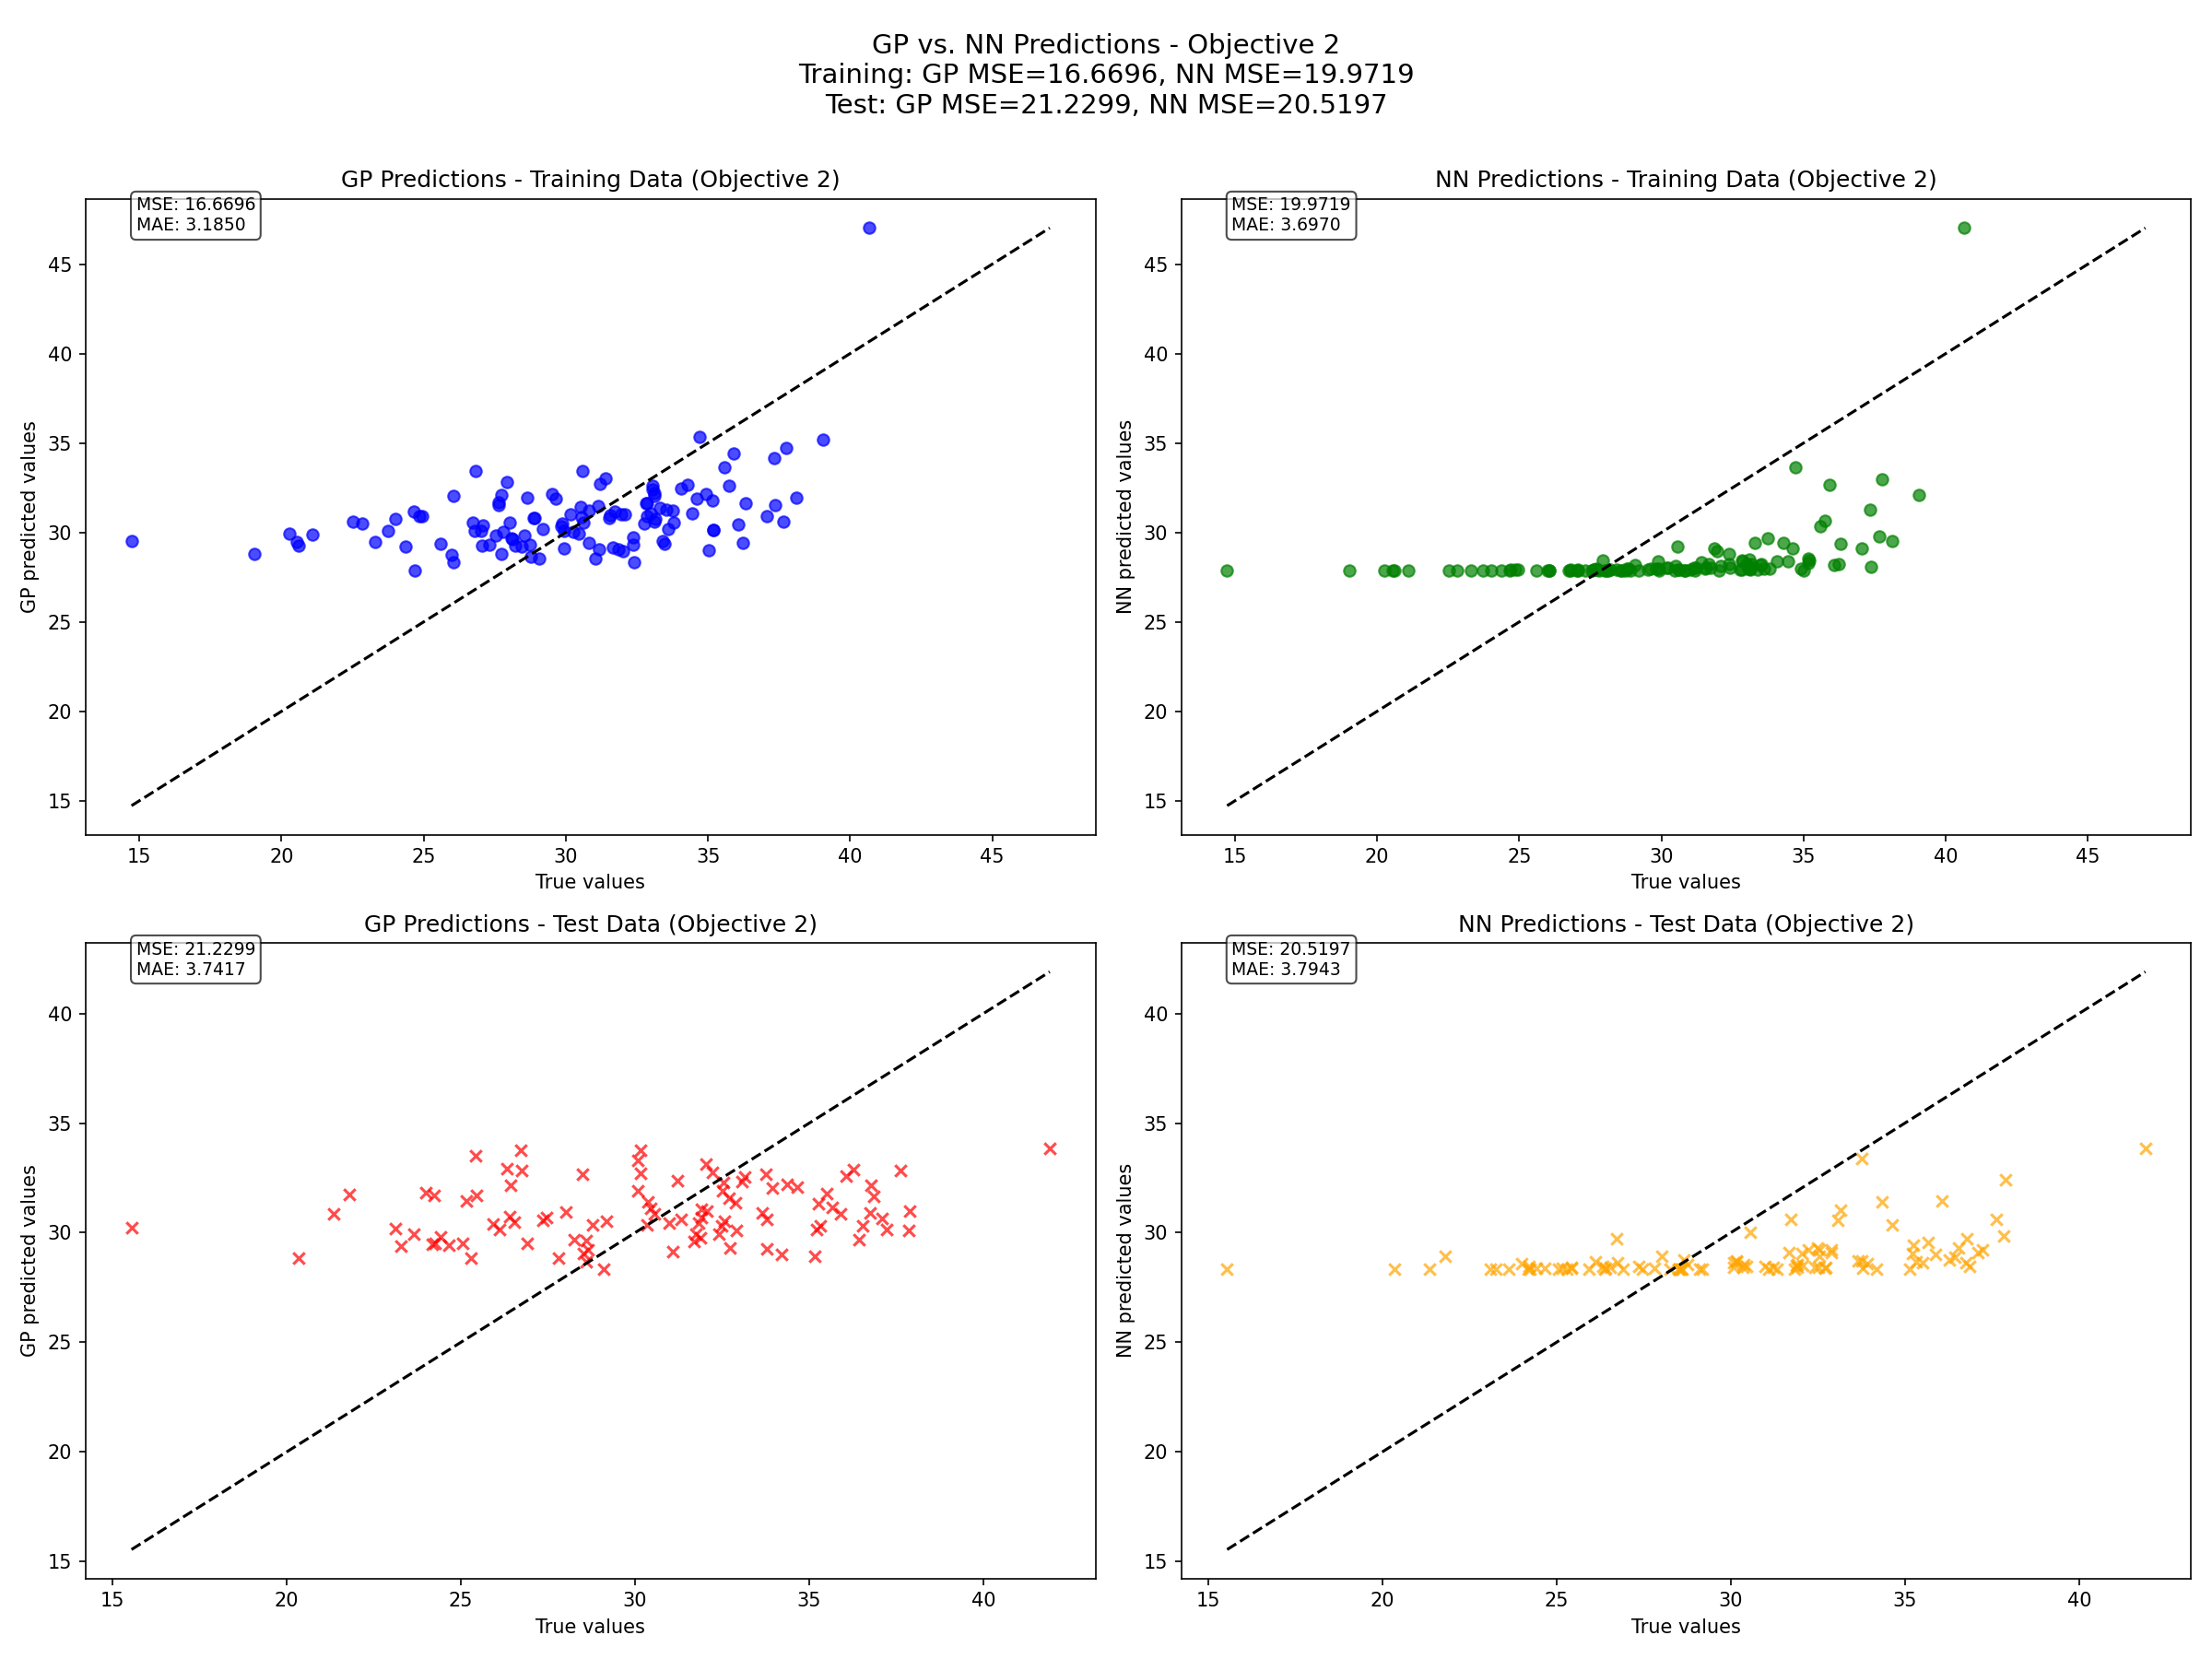 GP vs. NN Predictions - Objective 2
Training: GP MSE=16.6696, NN MSE=19.9719
Test: GP MSE=21.2299, NN MSE=20.5197
GP Predictions - Training Data (Objective 2)
MSE: 16.6696
MAE: 3.1850
GP predicted values
45
40
35
30
25
20
15
15 20 25 30 35 40 45
True values
NN Predictions - Training Data (Objective 2)
MSE: 19.9719
MAE: 3.6970
NN predicted values
45
40
35
30
25
20
15
15 20 25 30 35 40 45
True values
GP Predictions - Test Data (Objective 2)
MSE: 21.2299
MAE: 3.7417
GP predicted values
40
35
30
25
20
15
15 20 25 30 35 40
True values
NN Predictions - Test Data (Objective 2)
MSE: 20.5197
MAE: 3.7943
NN predicted values
40
35
30
25
20
15
15 20 25 30 35 40
True values